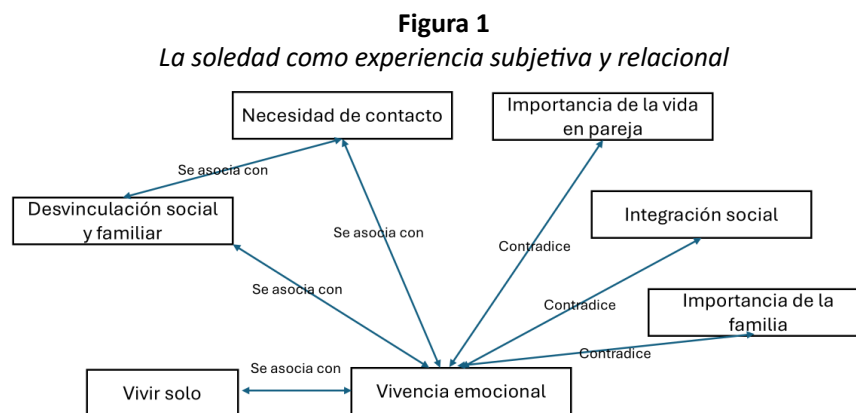 Figura 1
La soledad como experiencia subjetiva y relacional
Necesidad de contacto
Importancia de la vida
en pareja
Se asocia con
Desvinculación social
y familiar
Integración social
Se asocia con
Contradice
Se asocia con
Contradice
Importancia de la
familia
Contradice
Se asocia con
Vivir solo
Vivencia emocional